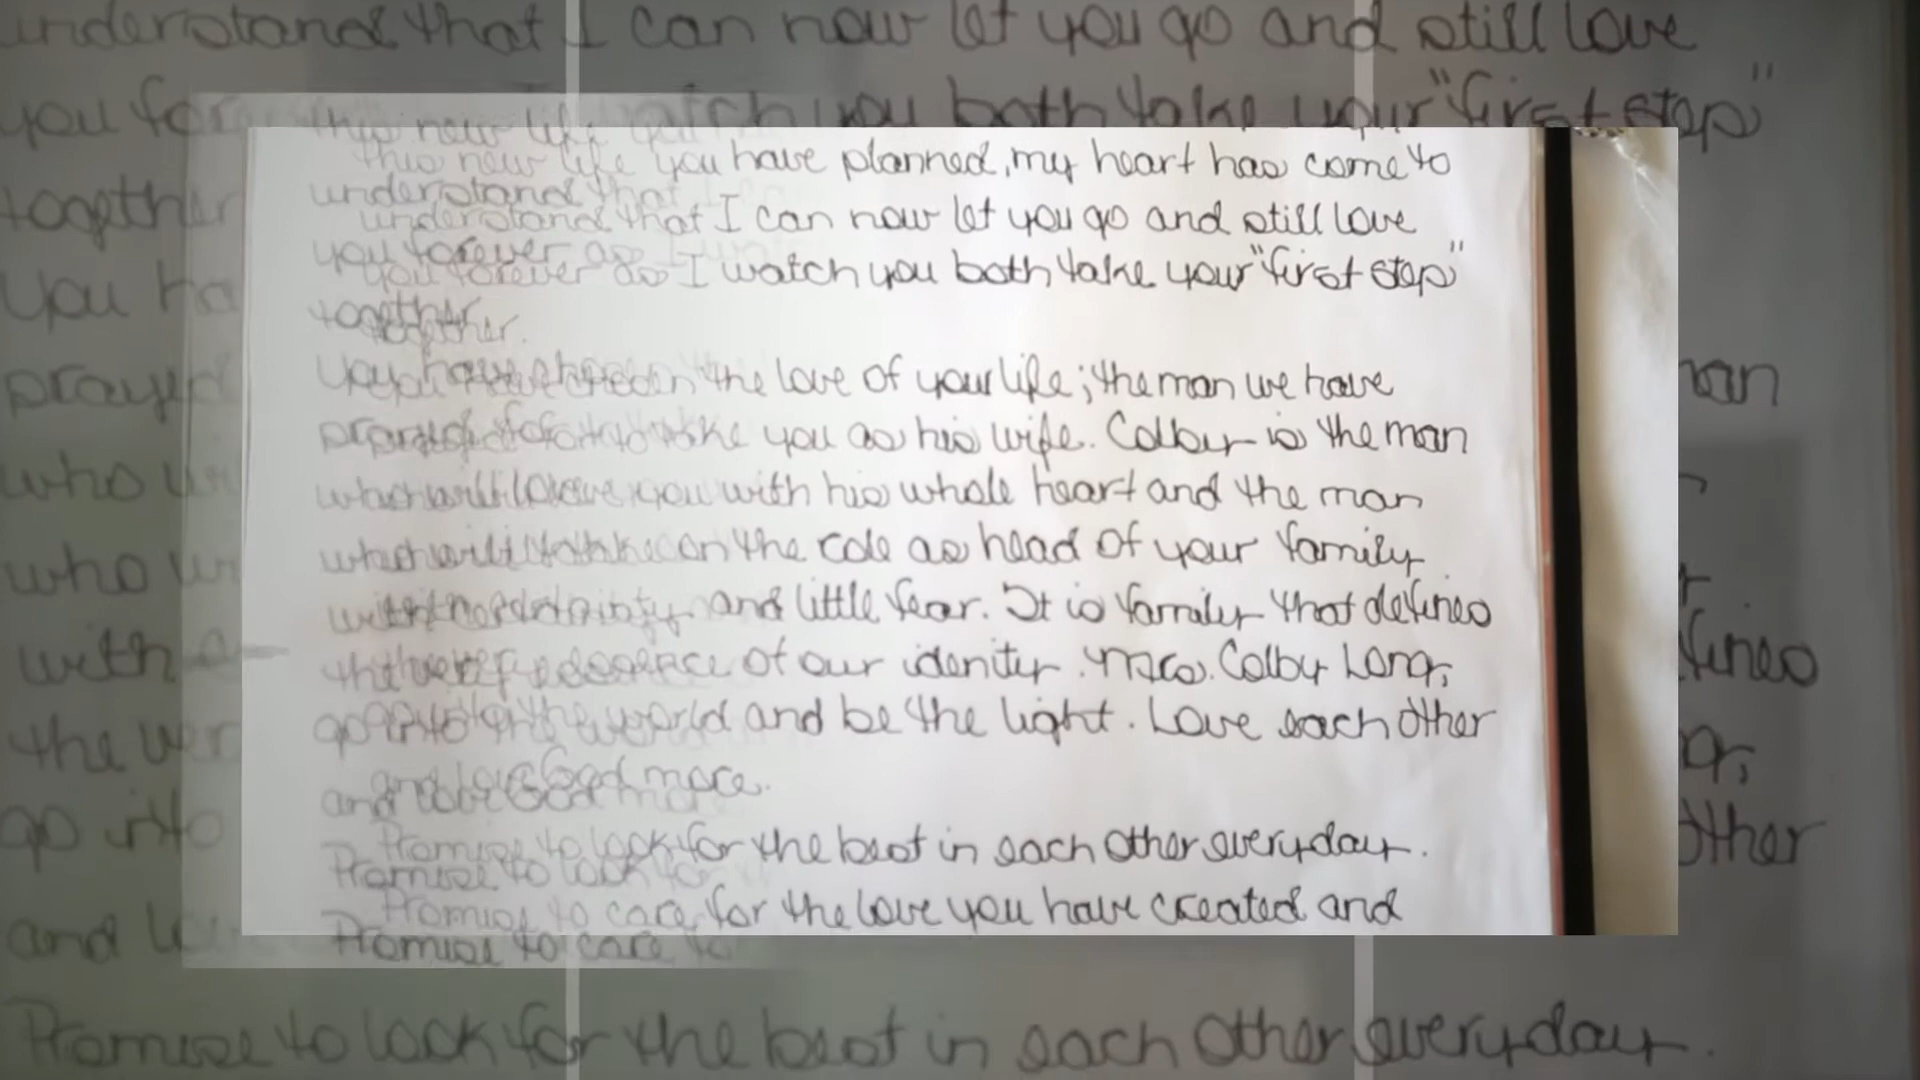 this new life you have planned, my heart has come to
understand that I can now let you go and still love
you forever as I watch you both take your "first step"
together.
You have chosen the love of your life; the man we have
prayed for to take you as his wife. Colby is the man
who will love you with his whole heart and the man
who will take on the role as head of your family
with certainty and little fear. It is family that defines
the very essence of our idenity. Mrs. Colby Long,
go into the world and be the light. Love each other
and love God more.
Promise to look for the best in each other everyday.
Promise to care for the love you have created and